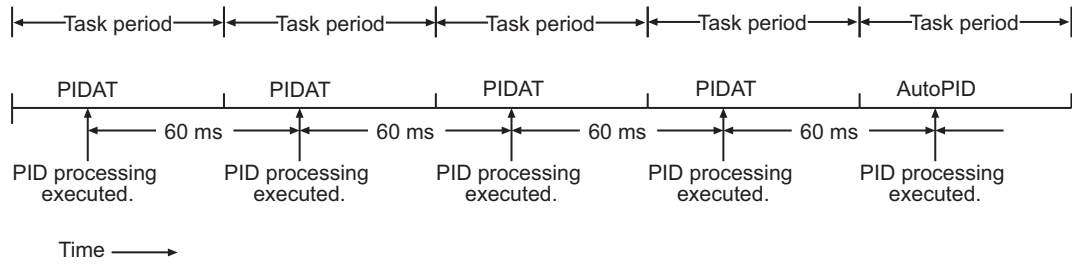 Task period Task period Task period Task period Task period
PIDAT PIDAT PIDAT PIDAT AutoPID
60 ms 60 ms 60 ms 60 ms
PID processing PID processing PID processing PID processing PID processing
executed. executed. executed. executed. executed.
Time